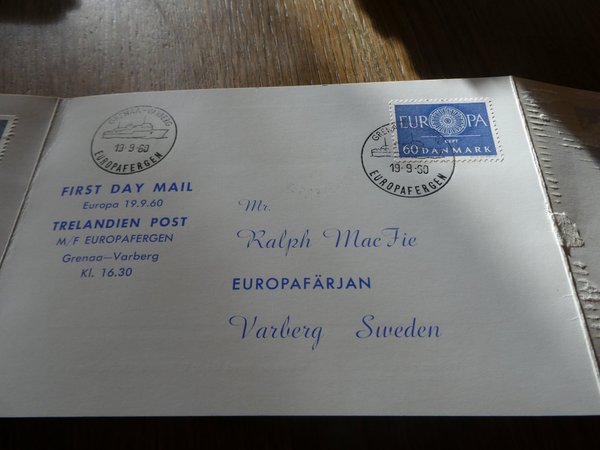 GRENAA-VARBERG
19-9-60
EUROPAFERGEN
FIRST DAY MAIL
Europa 19.9.60
TRELANDIEN POST
M/F EUROPAFERGEN
Grenaa—Varberg
Kl. 16.30
EUROPA
CEPT
60 DANMARK
GRENAA
19-9-60
EUROPAFERGEN
Mr.
Ralph MacFie
EUROPAFÄRJAN
Varberg Sweden